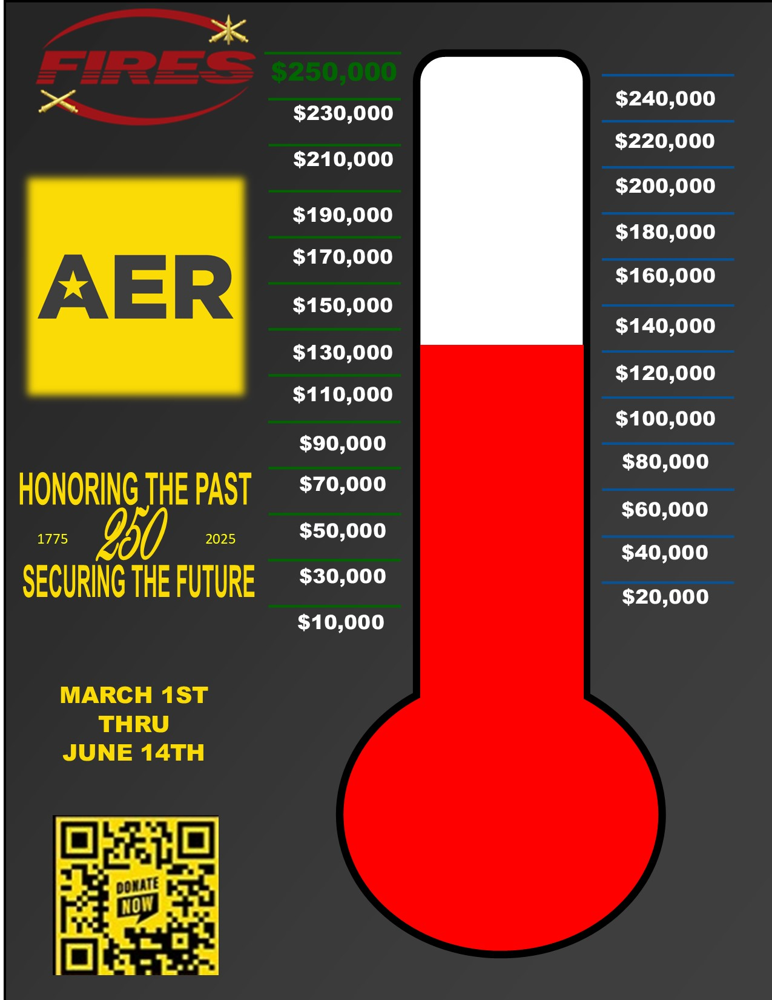 FIRES
AER
HONORING THE PAST
1775 250 2025
SECURING THE FUTURE
MARCH 1ST
THRU
JUNE 14TH
DONATE
NOW
$250,000
$230,000
$210,000
$190,000
$170,000
$150,000
$130,000
$110,000
$90,000
$70,000
$50,000
$30,000
$10,000
$240,000
$220,000
$200,000
$180,000
$160,000
$140,000
$120,000
$100,000
$80,000
$60,000
$40,000
$20,000